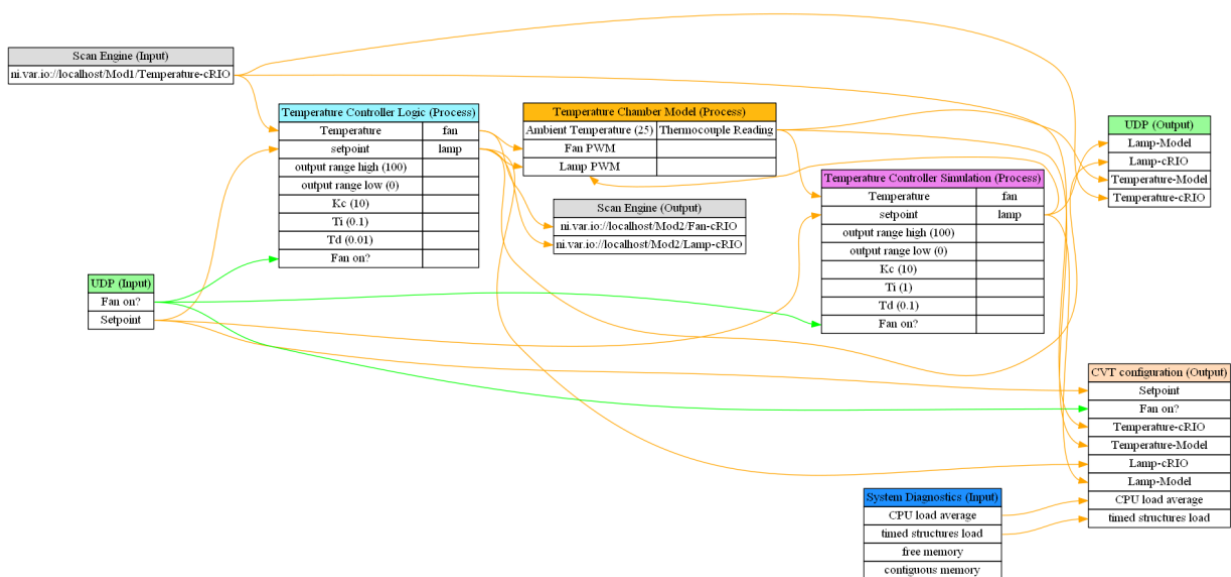 Scan Engine (Input)
ni.var.io://localhost/Mod1/Temperature-cRIO
Temperature Controller Logic (Process)
Temperature fan
setpoint lamp
output range high (100)
output range low (0)
Kc (10)
Ti (0.1)
Td (0.01)
Fan on?
Temperature Chamber Model (Process)
Ambient Temperature (25) Thermocouple Reading
Fan PWM
Lamp PWM
Scan Engine (Output)
ni.var.io://localhost/Mod2/Fan-cRIO
ni.var.io://localhost/Mod2/Lamp-cRIO
Temperature Controller Simulation (Process)
Temperature fan
setpoint lamp
output range high (100)
output range low (0)
Kc (10)
Ti (1)
Td (0.1)
Fan on?
UDP (Output)
Lamp-Model
Lamp-cRIO
Temperature-Model
Temperature-cRIO
UDP (Input)
Fan on?
Setpoint
CVT configuration (Output)
Setpoint
Fan on?
Temperature-cRIO
Temperature-Model
Lamp-cRIO
Lamp-Model
CPU load average
timed structures load
System Diagnostics (Input)
CPU load average
timed structures load
free memory
contiguous memory